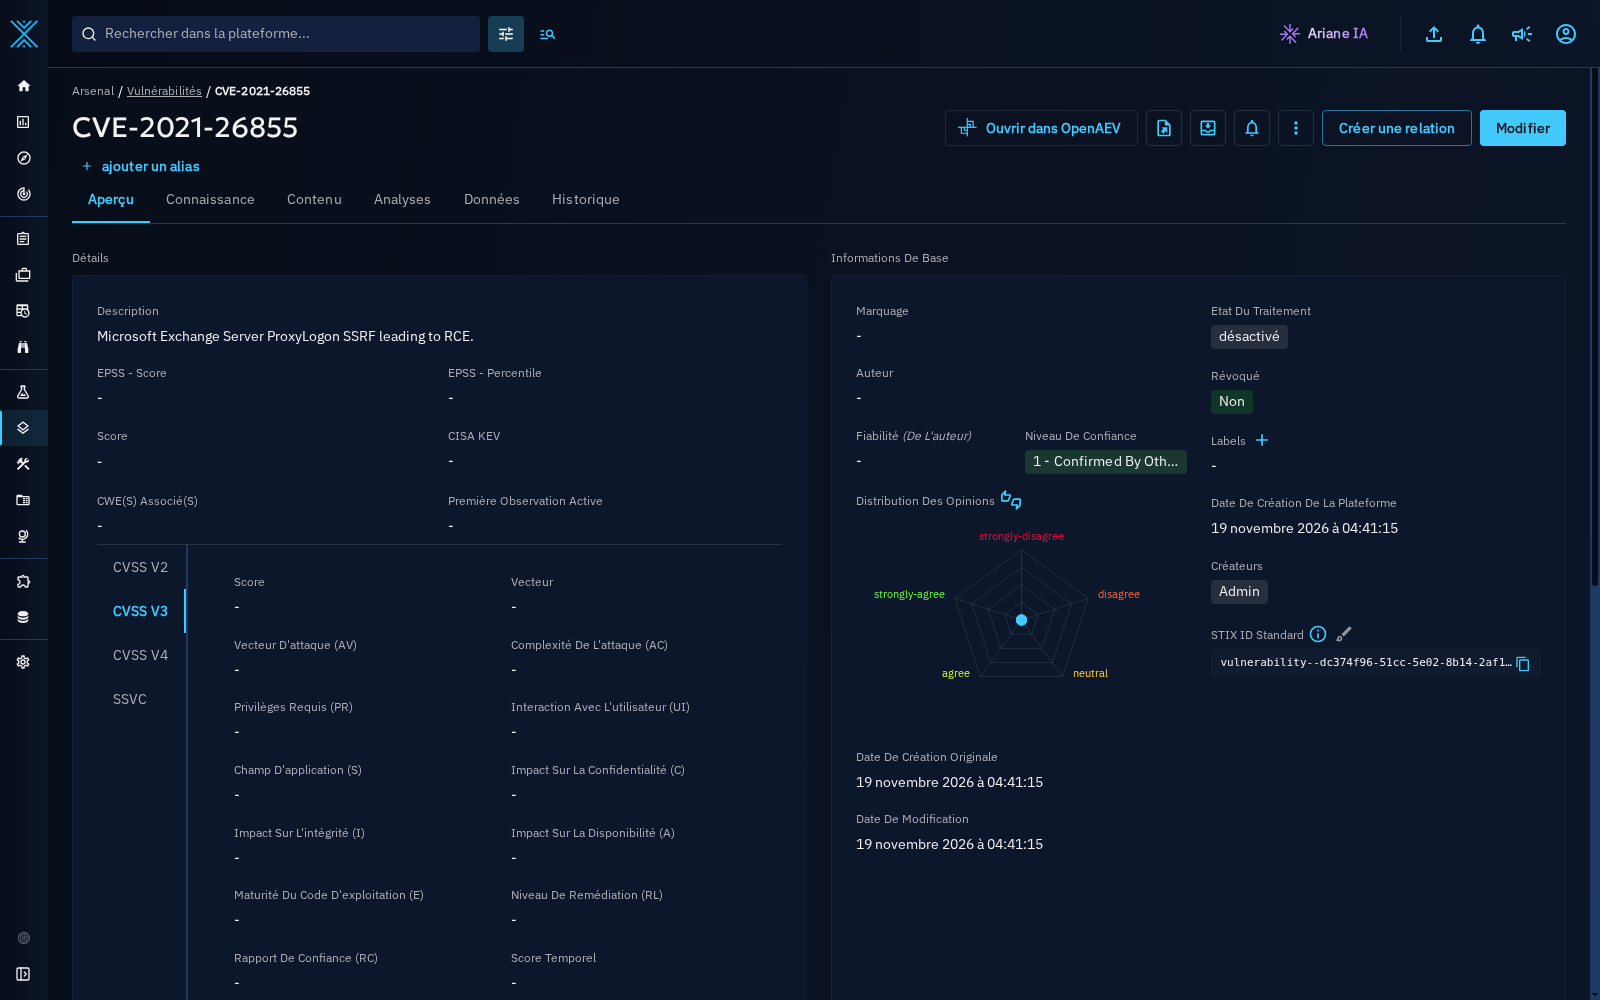 Rechercher dans la plateforme...
Ariane IA
Arsenal / Vulnérabilités / CVE-2021-26855
CVE-2021-26855
Ouvrir dans OpenAEV
Créer une relation
Modifier
+ ajouter un alias
Aperçu
Connaissance
Contenu
Analyses
Données
Historique
Détails
Description
Microsoft Exchange Server ProxyLogon SSRF leading to RCE.
EPSS - Score
EPSS - Percentile
-
-
Score
CISA KEV
-
-
CWE(S) Associé(S)
Première Observation Active
-
-
CVSS V2
CVSS V3
CVSS V4
SSVC
Score
Vecteur
-
-
Vecteur D'attaque (AV)
Complexité De L'attaque (AC)
-
-
Privilèges Requis (PR)
Interaction Avec L'utilisateur (UI)
-
-
Champ D'application (S)
Impact Sur La Confidentialité (C)
-
-
Impact Sur L'intégrité (I)
Impact Sur La Disponibilité (A)
-
-
Maturité Du Code D'exploitation (E)
Niveau De Remédiation (RL)
-
-
Rapport De Confiance (RC)
Score Temporel
-
-
Informations De Base
Marquage
-
Auteur
-
Fiabilité (De L'auteur)
Niveau De Confiance
-
1 - Confirmed By Oth...
Distribution Des Opinions
strongly-disagree
strongly-agree
disagree
agree
neutral
Date De Création Originale
19 novembre 2026 à 04:41:15
Date De Modification
19 novembre 2026 à 04:41:15
Etat Du Traitement
désactivé
Révoqué
Non
Labels +
-
Date De Création De La Plateforme
19 novembre 2026 à 04:41:15
Créateurs
Admin
STIX ID Standard
vulnerability--dc374f96-51cc-5e02-8b14-2af1…